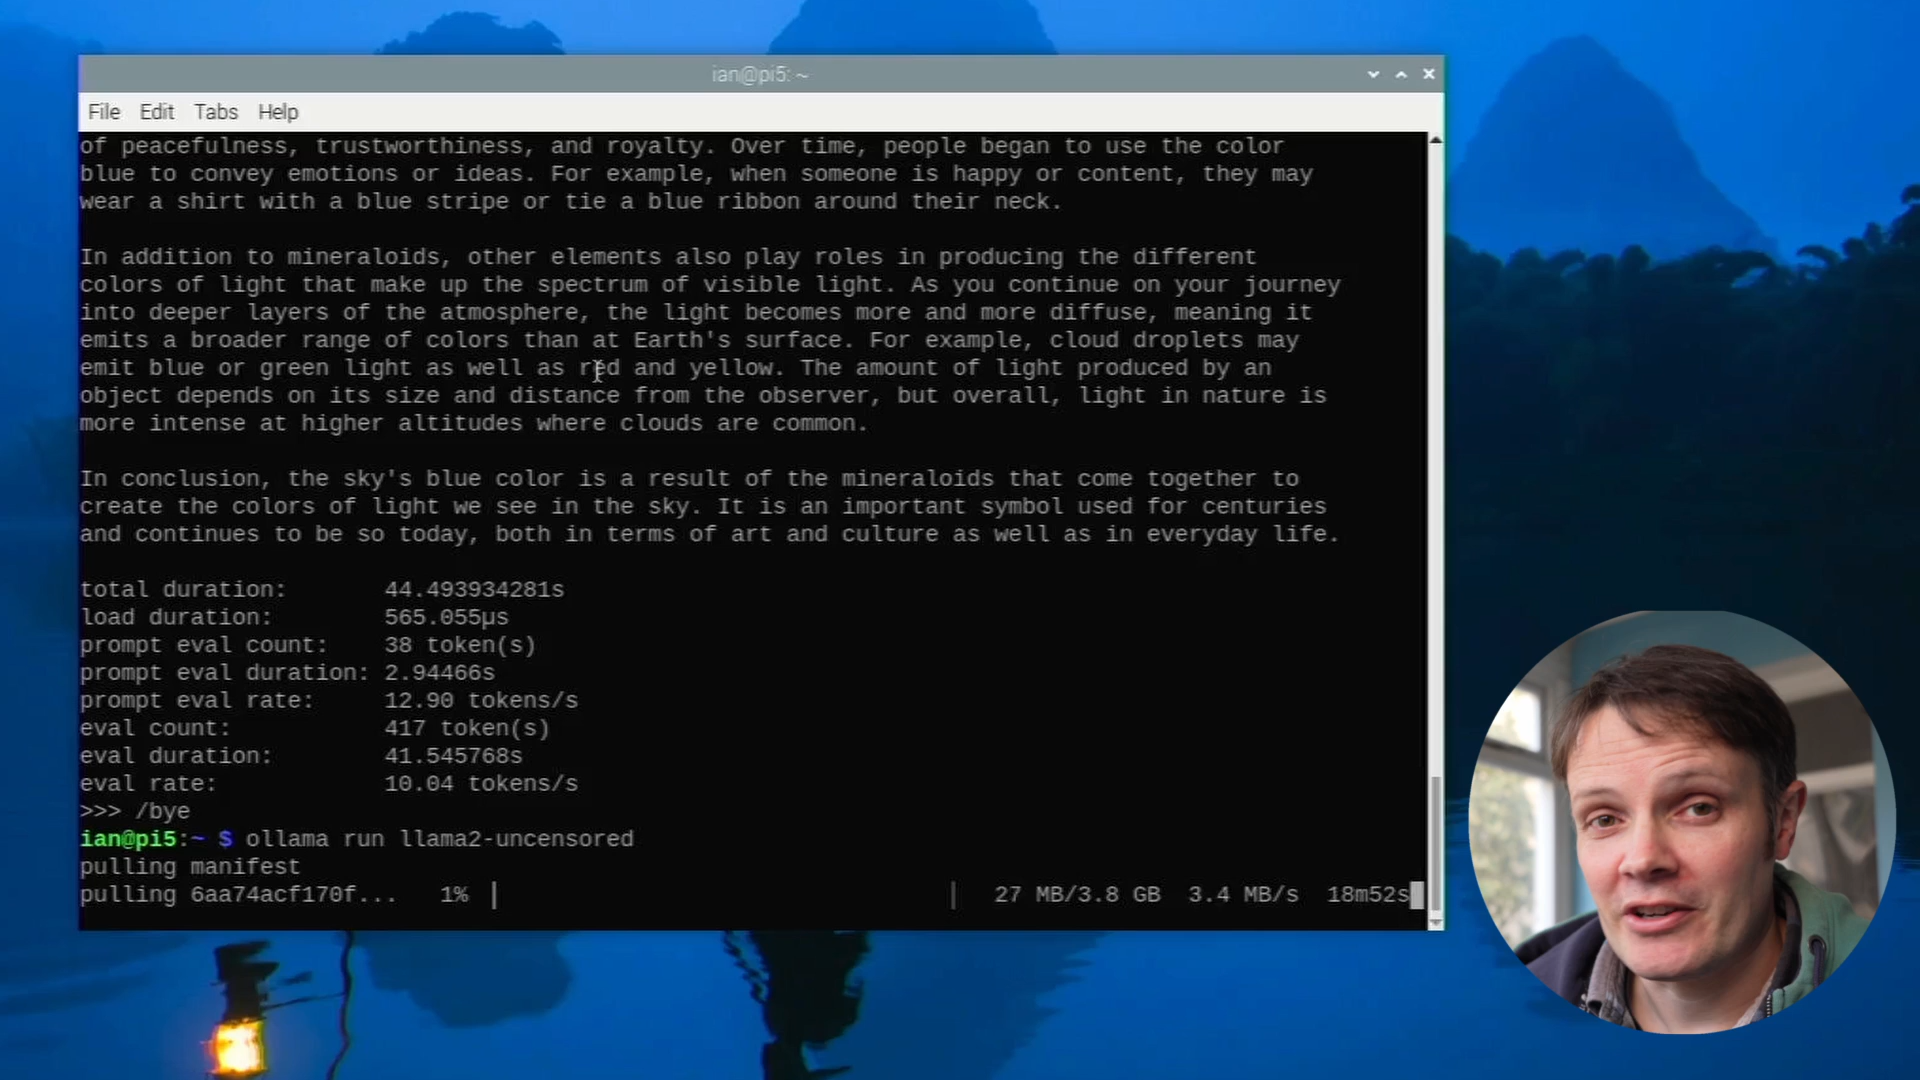 ian@pi5: ~
File Edit Tabs Help
of peacefulness, trustworthiness, and royalty. Over time, people began to use the color
blue to convey emotions or ideas. For example, when someone is happy or content, they may
wear a shirt with a blue stripe or tie a blue ribbon around their neck.
In addition to mineraloids, other elements also play roles in producing the different
colors of light that make up the spectrum of visible light. As you continue on your journey
into deeper layers of the atmosphere, the light becomes more and more diffuse, meaning it
emits a broader range of colors than at Earth's surface. For example, cloud droplets may
emit blue or green light as well as red and yellow. The amount of light produced by an
object depends on its size and distance from the observer, but overall, light in nature is
more intense at higher altitudes where clouds are common.
In conclusion, the sky's blue color is a result of the mineraloids that come together to
create the colors of light we see in the sky. It is an important symbol used for centuries
and continues to be so today, both in terms of art and culture as well as in everyday life.
total duration: 44.493934281s
load duration: 565.055µs
prompt eval count: 38 token(s)
prompt eval duration: 2.94466s
prompt eval rate: 12.90 tokens/s
eval count: 417 token(s)
eval duration: 41.545768s
eval rate: 10.04 tokens/s
>>> /bye
ian@pi5:~ $ ollama run llama2-uncensored
pulling manifest
pulling 6aa74acf170f... 1% 27 MB/3.8 GB 3.4 MB/s 18m52s